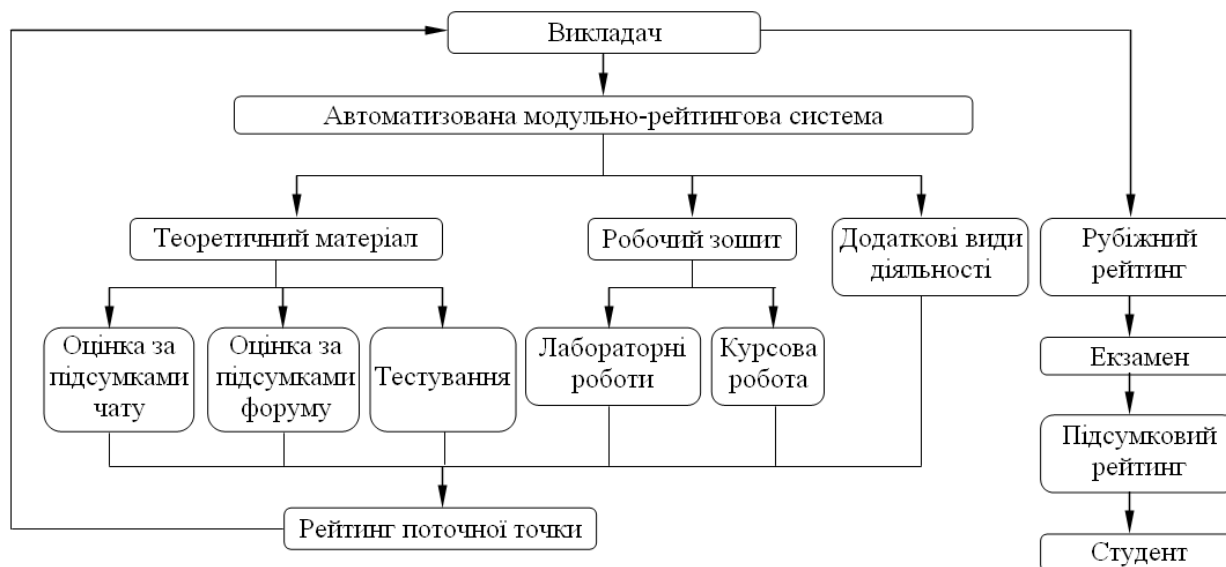 Викладач
Автоматизована модульно-рейтингова система
Теоретичний матеріал
Робочий зошит
Додаткові види
діяльності
Рубіжний
рейтинг
Оцінка за
підсумками
чату
Оцінка за
підсумками
форуму
Тестування
Лабораторні
роботи
Курсова
робота
Екзамен
Підсумковий
рейтинг
Рейтинг поточної точки
Студент